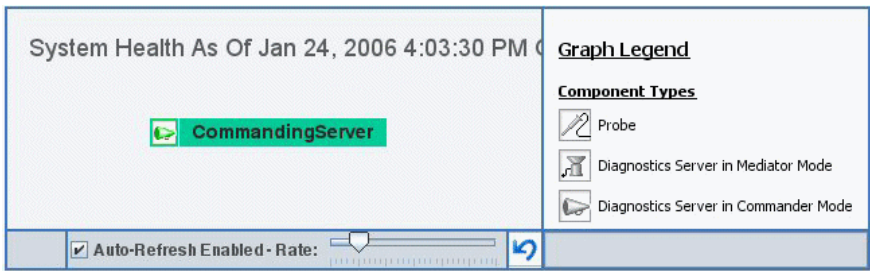 System Health As Of Jan 24, 2006 4:03:30 PM
CommandingServer
Auto-Refresh Enabled - Rate:
Graph Legend
Component Types
Probe
Diagnostics Server in Mediator Mode
Diagnostics Server in Commander Mode